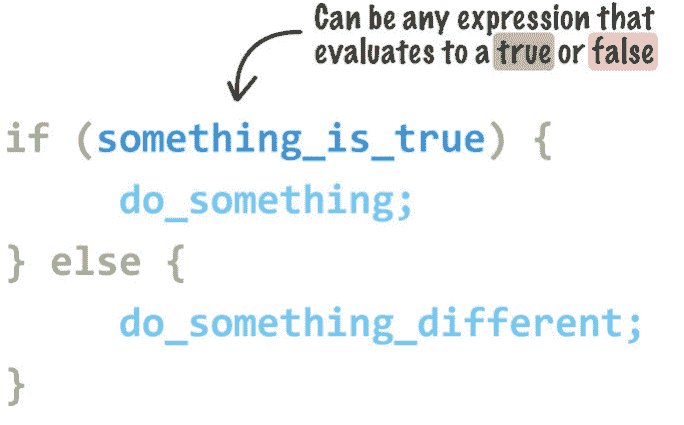 Can be any expression that
evaluates to a true or false
if (something_is_true) {
do_something;
} else {
do_something_different;
}